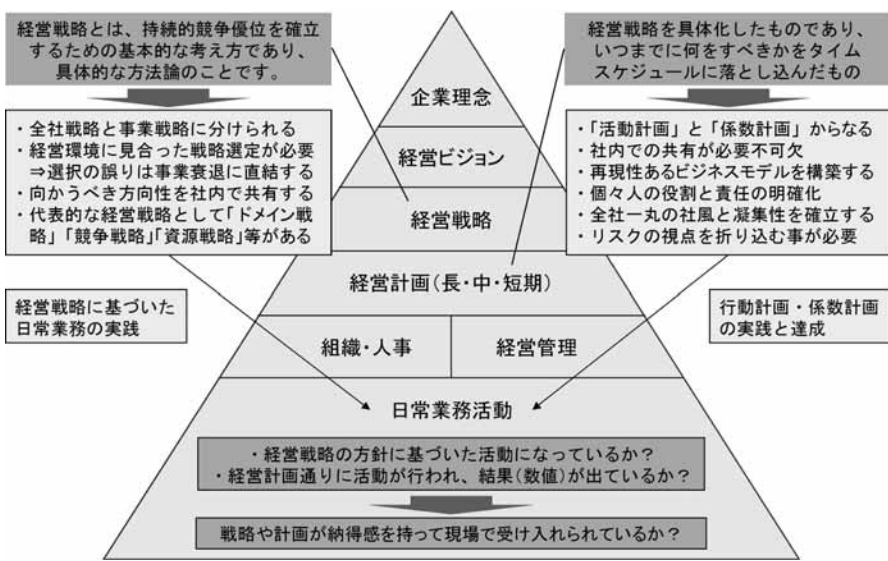 経営戦略とは、持続的競争優位を確立
するための基本的な考え方であり、
具体的な方法論のことです。
・全社戦略と事業戦略に分けられる
・経営環境に見合った戦略選定が必要
⇒選択の誤りは事業衰退に直結する
・向かうべき方向性を社内で共有する
・代表的な経営戦略として「ドメイン戦
略」「競争戦略」「資源戦略」等がある
経営戦略に基づいた
日常業務の実践
経営戦略を具体化したものであり、
いつまでに何をすべきかをタイム
スケジュールに落とし込んだもの
・「活動計画」と「係数計画」からなる
・社内での共有が必要不可欠
・再現性あるビジネスモデルを構築する
・個々人の役割と責任の明確化
・全社一丸の社風と凝集性を確立する
・リスクの視点を折り込む事が必要
行動計画・係数計画
の実践と達成
企業理念
経営ビジョン
経営戦略
経営計画(長・中・短期)
組織・人事
経営管理
日常業務活動
・経営戦略の方針に基づいた活動になっているか?
・経営計画通りに活動が行われ、結果(数値)が出ているか?
戦略や計画が納得感を持って現場で受け入れられているか?